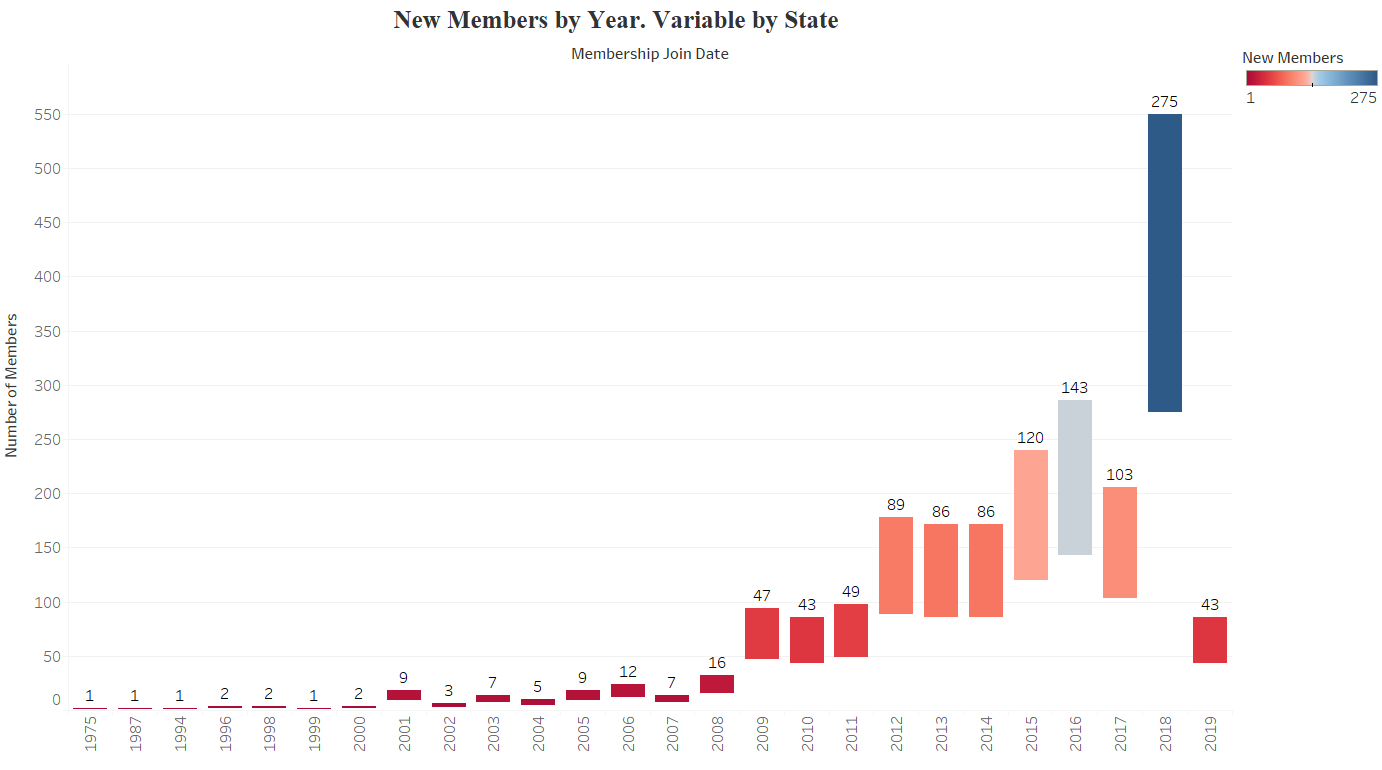 New Members by Year. Variable by State
Membership Join Date
New Members
1 275
Number of Members
550
500
450
400
350
300
250
200
150
100
50
0
1 1 1 2 2 1 2 9 3 7 5 9 12 7 16 47 43 49 89 86 86 120 143 103 275 43
1975 1987 1994 1996 1998 1999 2000 2001 2002 2003 2004 2005 2006 2007 2008 2009 2010 2011 2012 2013 2014 2015 2016 2017 2018 2019